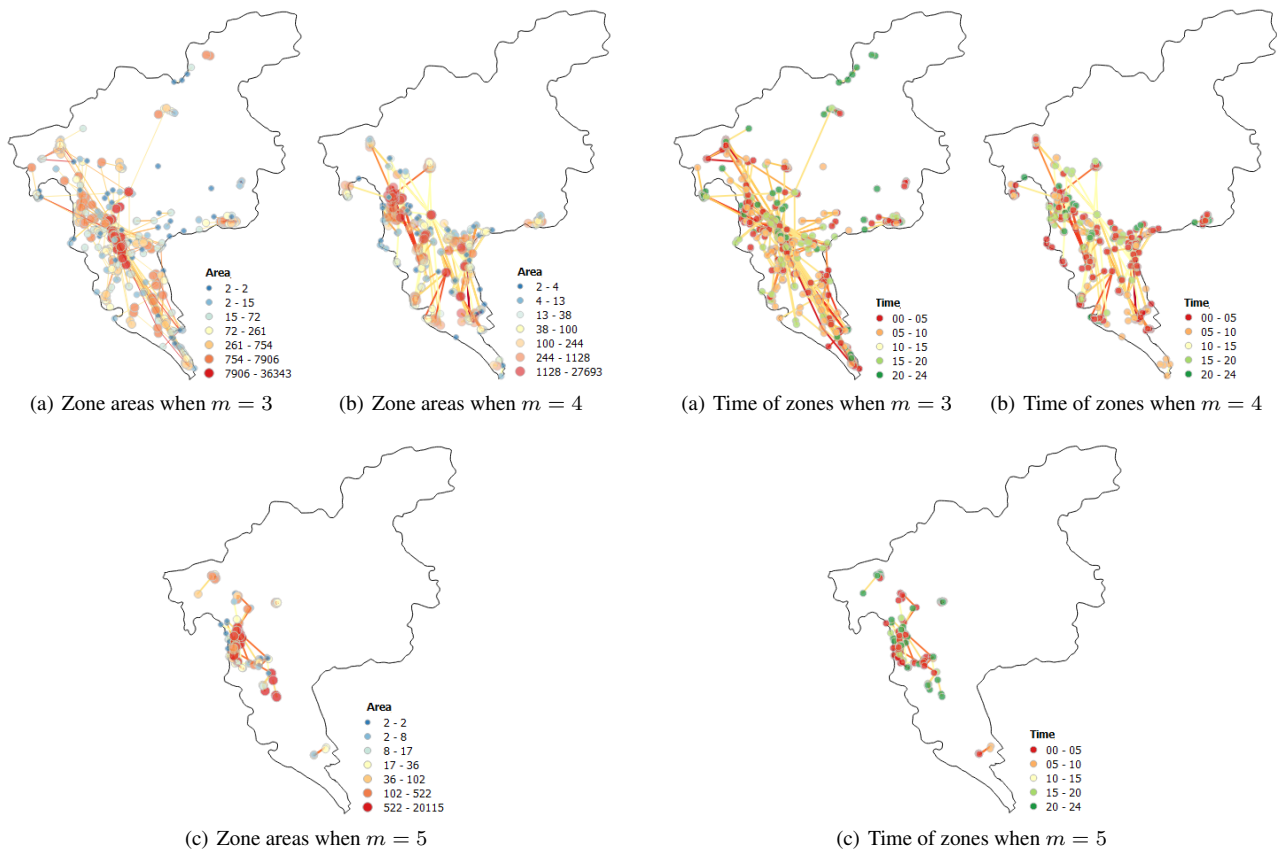 Area
2 - 2
2 - 15
15 - 72
72 - 261
261 - 754
754 - 7906
7906 - 36343
(a) Zone areas when m = 3
Area
2 - 4
4 - 13
13 - 38
38 - 100
100 - 244
244 - 1128
1128 - 27693
(b) Zone areas when m = 4
Time
00 - 05
05 - 10
10 - 15
15 - 20
20 - 24
(a) Time of zones when m = 3
Time
00 - 05
05 - 10
10 - 15
15 - 20
20 - 24
(b) Time of zones when m = 4
Area
2 - 2
2 - 8
8 - 17
17 - 36
36 - 102
102 - 522
522 - 20115
(c) Zone areas when m = 5
Time
00 - 05
05 - 10
10 - 15
15 - 20
20 - 24
(c) Time of zones when m = 5